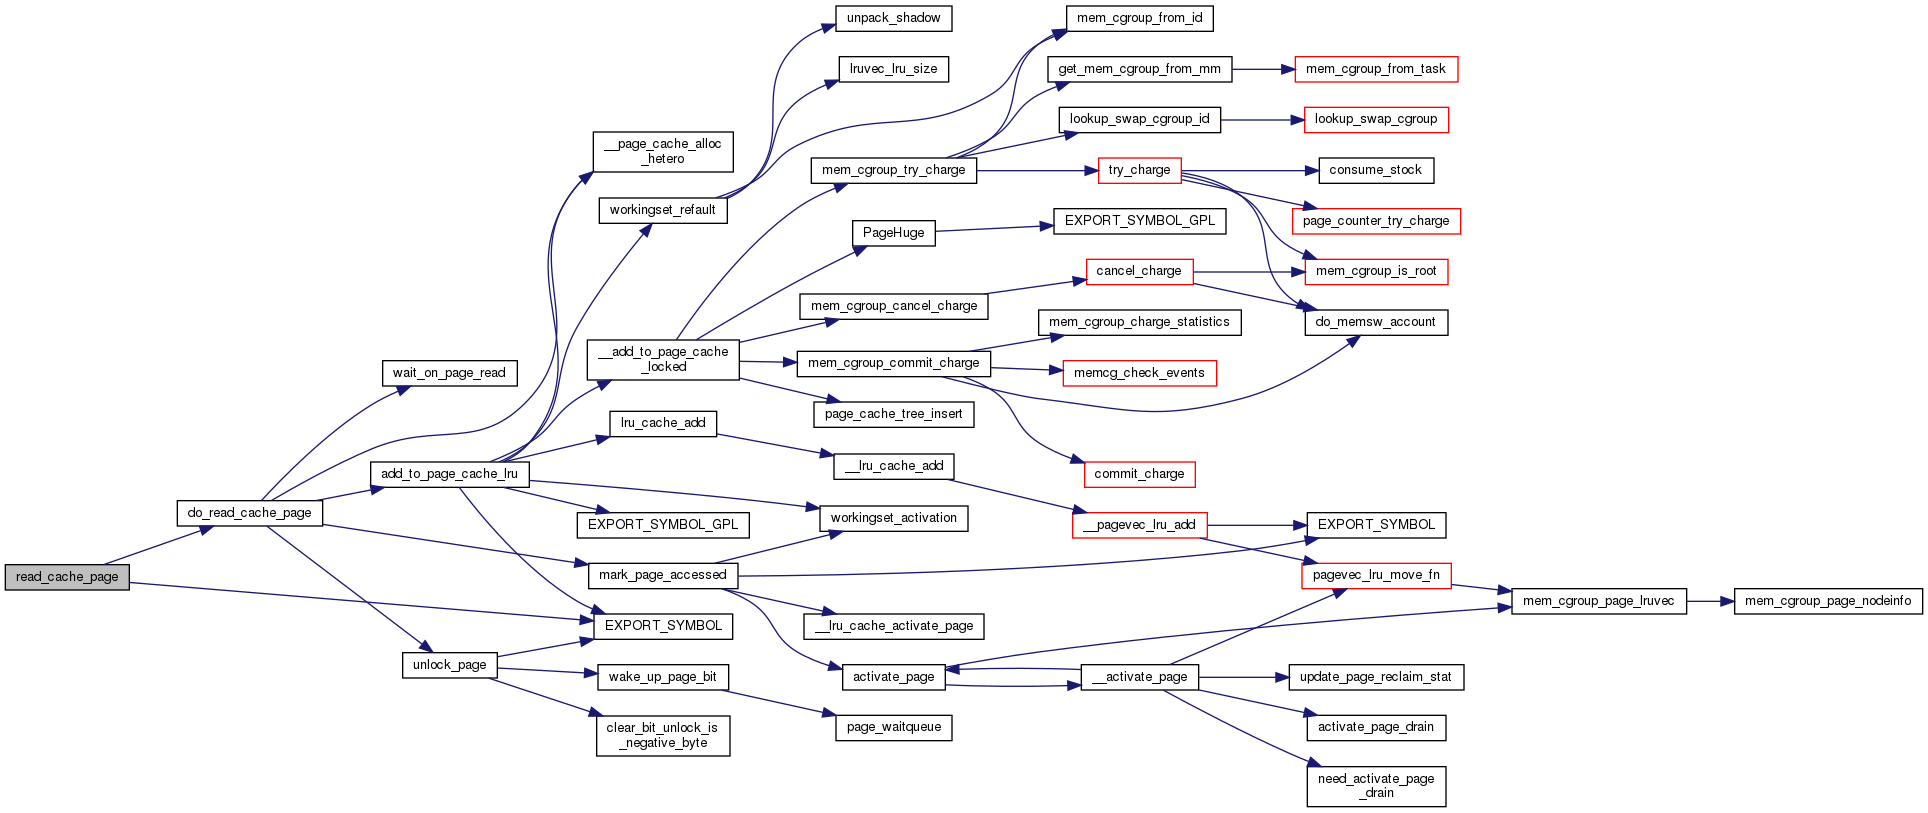 unpack_shadow
mem_cgroup_from_id
lruvec_lru_size
get_mem_cgroup_from_mm
mem_cgroup_from_task
lookup_swap_cgroup_id
lookup_swap_cgroup
__page_cache_alloc
_hetero
mem_cgroup_try_charge
try_charge
consume_stock
workingset_refault
page_counter_try_charge
PageHuge
EXPORT_SYMBOL_GPL
cancel_charge
mem_cgroup_is_root
mem_cgroup_cancel_charge
mem_cgroup_charge_statistics
do_memsw_account
__add_to_page_cache
_locked
mem_cgroup_commit_charge
wait_on_page_read
memcg_check_events
page_cache_tree_insert
lru_cache_add
add_to_page_cache_lru
__lru_cache_add
commit_charge
do_read_cache_page
EXPORT_SYMBOL_GPL
workingset_activation
__pagevec_lru_add
EXPORT_SYMBOL
read_cache_page
mark_page_accessed
pagevec_lru_move_fn
mem_cgroup_page_lruvec
mem_cgroup_page_nodeinfo
EXPORT_SYMBOL
__lru_cache_activate_page
unlock_page
wake_up_page_bit
activate_page
__activate_page
update_page_reclaim_stat
clear_bit_unlock_is
_negative_byte
page_waitqueue
activate_page_drain
need_activate_page
_drain